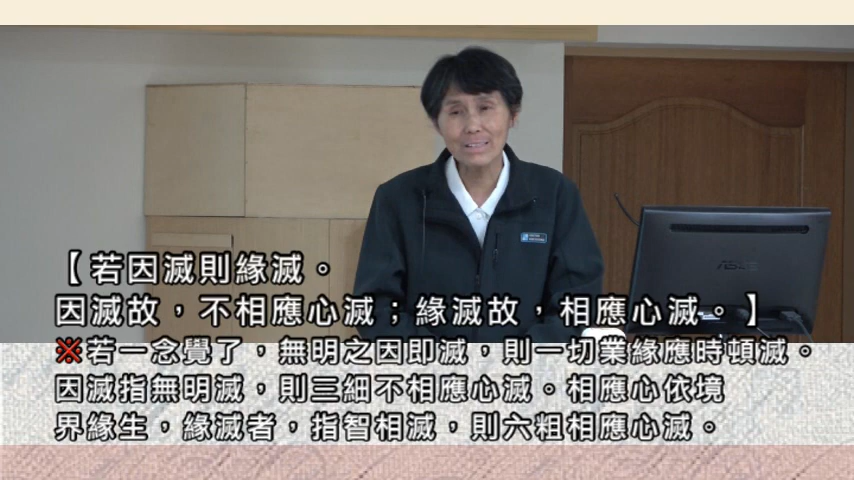 【若因滅則緣滅。
因滅故，不相應心滅；緣滅故，相應心滅。】
※若一念覺了，無明之因即滅，則一切業緣應時頓滅。
因滅指無明滅，則三細不相應心滅。相應心依境
界緣生，緣滅者，指智相滅，則六粗相應心滅。
ASUS